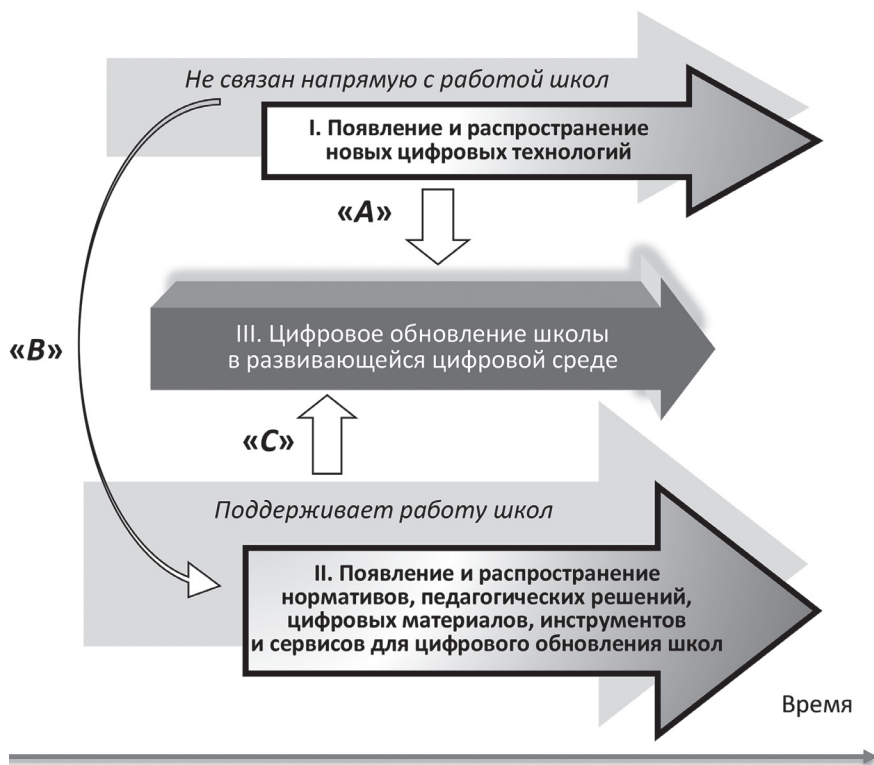 Не связан напрямую с работой школ
I. Появление и распространение
новых цифровых технологий
«A»
III. Цифровое обновление школы
в развивающейся цифровой среде
«B»
«C»
Поддерживает работу школ
II. Появление и распространение
нормативов, педагогических решений,
цифровых материалов, инструментов
и сервисов для цифрового обновления школ
Время